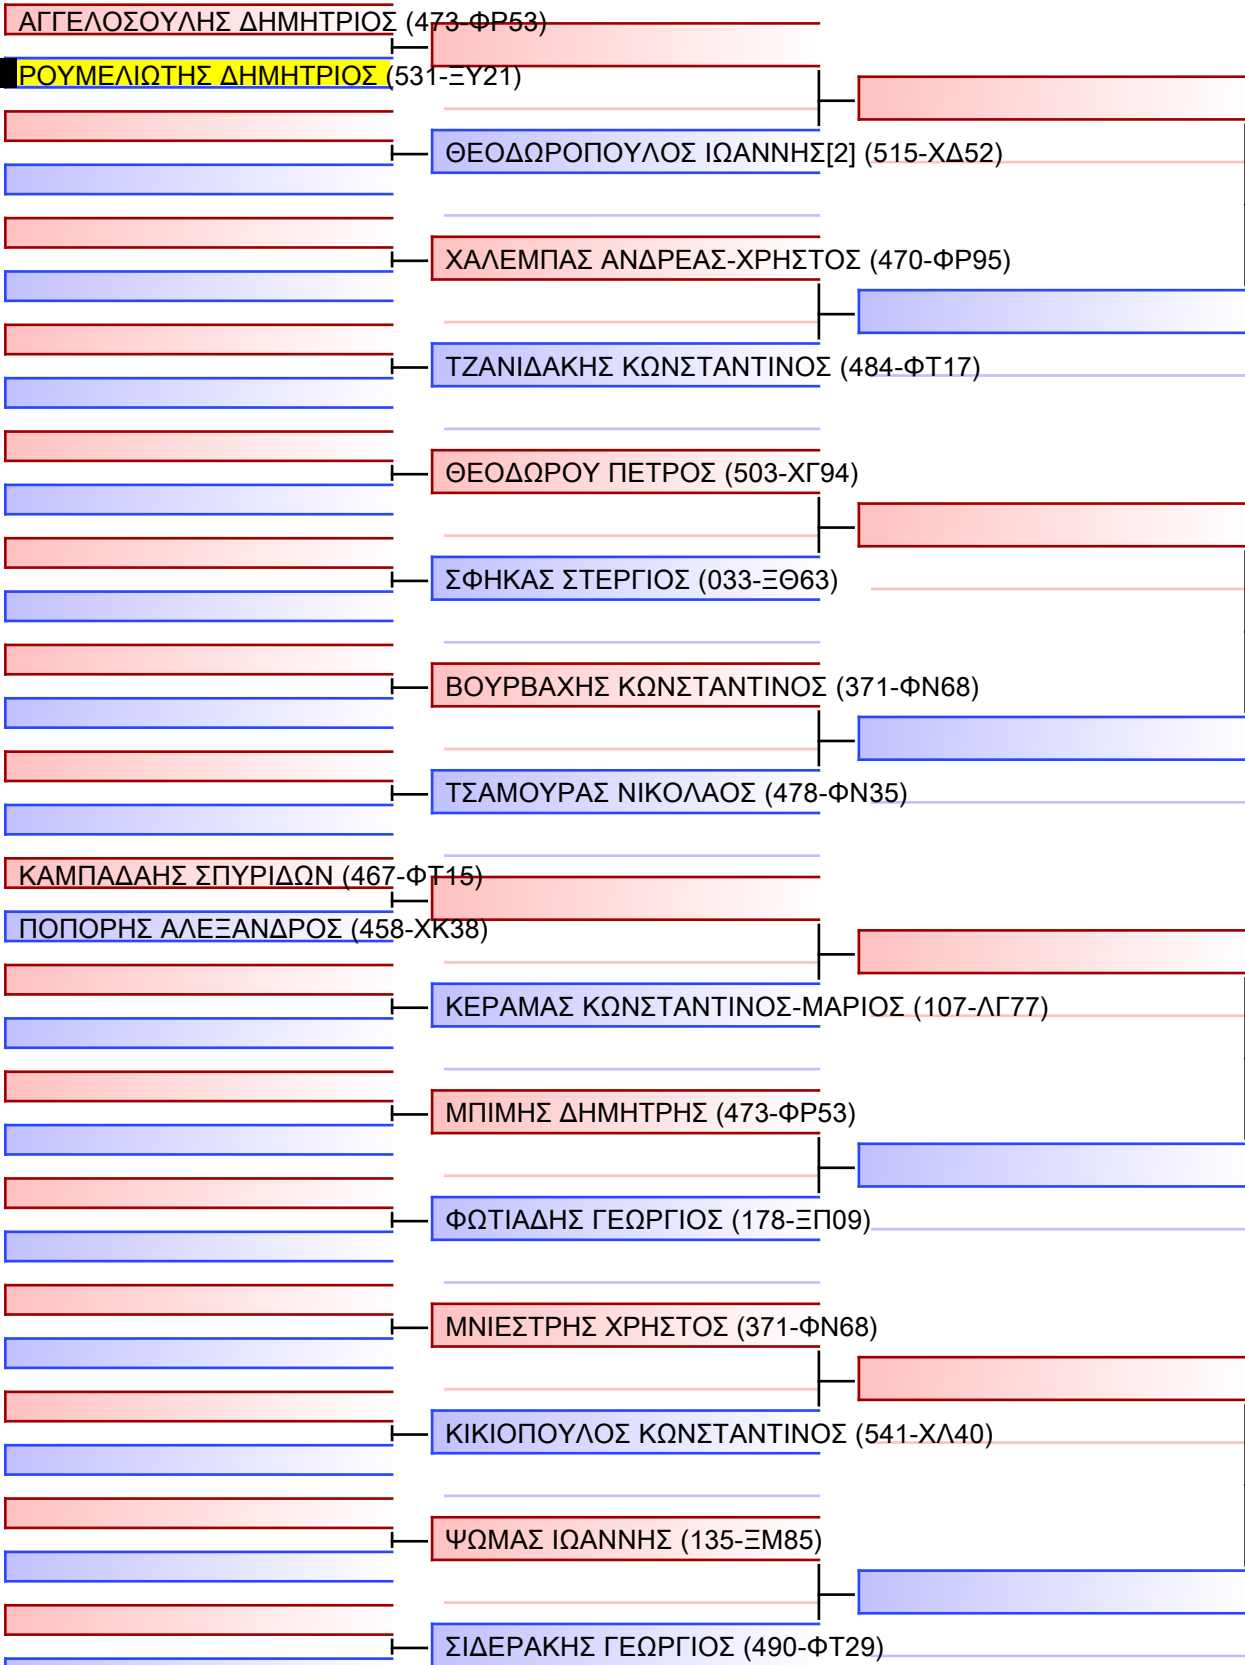 ΑΓΓΕΛΟΣΟΥΛΗΣ ΔΗΜΗΤΡΙΟΣ (473-ΦΡ53)
ΡΟΥΜΕΛΙΩΤΗΣ ΔΗΜΗΤΡΙΟΣ (531-ΞΥ21)
ΘΕΟΔΩΡΟΠΟΥΛΟΣ ΙΩΑΝΝΗΣ[2] (515-ΧΔ52)
ΧΑΛΕΜΠΑΣ ΑΝΔΡΕΑΣ-ΧΡΗΣΤΟΣ (470-ΦΡ95)
ΤΖΑΝΙΔΑΚΗΣ ΚΩΝΣΤΑΝΤΙΝΟΣ (484-ΦΤ17)
ΘΕΟΔΩΡΟΥ ΠΕΤΡΟΣ (503-ΧΓ94)
ΣΦΗΚΑΣ ΣΤΕΡΓΙΟΣ (033-ΞΘ63)
ΒΟΥΡΒΑΧΗΣ ΚΩΝΣΤΑΝΤΙΝΟΣ (371-ΦΝ68)
ΤΣΑΜΟΥΡΑΣ ΝΙΚΟΛΑΟΣ (478-ΦΝ35)
ΚΑΜΠΑΔΑΗΣ ΣΠΥΡΙΔΩΝ (467-ΦΤ15)
ΠΟΠΟΡΗΣ ΑΛΕΞΑΝΔΡΟΣ (458-ΧΚ38)
ΚΕΡΑΜΑΣ ΚΩΝΣΤΑΝΤΙΝΟΣ-ΜΑΡΙΟΣ (107-ΛΓ77)
ΜΠΙΜΗΣ ΔΗΜΗΤΡΗΣ (473-ΦΡ53)
ΦΩΤΙΑΔΗΣ ΓΕΩΡΓΙΟΣ (178-ΞΠ09)
ΜΝΙΕΣΤΡΗΣ ΧΡΗΣΤΟΣ (371-ΦΝ68)
ΚΙΚΙΟΠΟΥΛΟΣ ΚΩΝΣΤΑΝΤΙΝΟΣ (541-ΧΛ40)
ΨΩΜΑΣ ΙΩΑΝΝΗΣ (135-ΞΜ85)
ΣΙΔΕΡΑΚΗΣ ΓΕΩΡΓΙΟΣ (490-ΦΤ29)